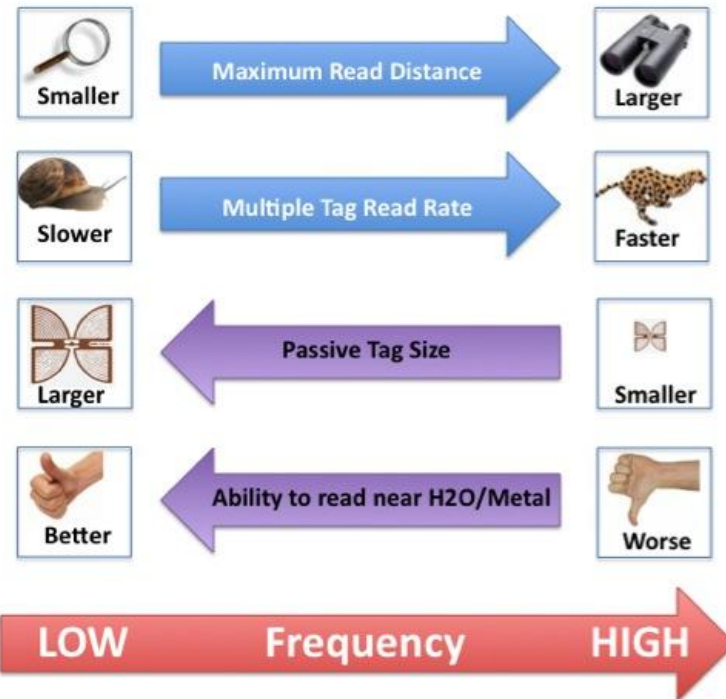 Smaller
Maximum Read Distance
Larger
Slower
Multiple Tag Read Rate
Faster
Larger
Passive Tag Size
Smaller
Better
Ability to read near H2O/Metal
Worse
LOW Frequency HIGH